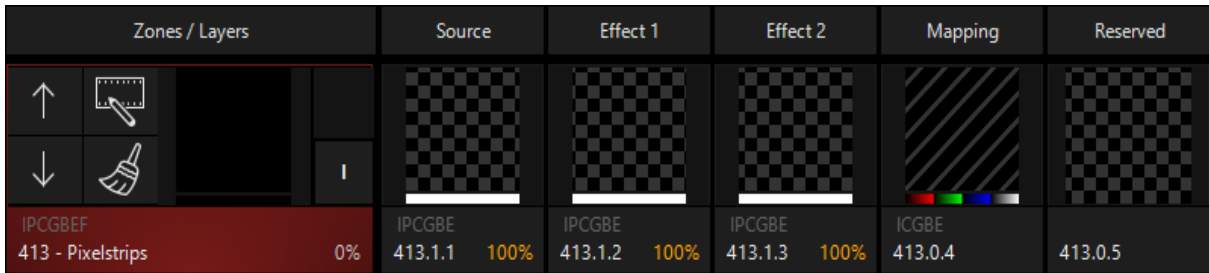 Zones / Layers Source Effect 1 Effect 2 Mapping Reserved
I
IPCGBEF IPCGBE IPCGBE IPCGBE ICGBE
413 - Pixelstrips 0% 413.1.1 100% 413.1.2 100% 413.1.3 100% 413.0.4 413.0.5